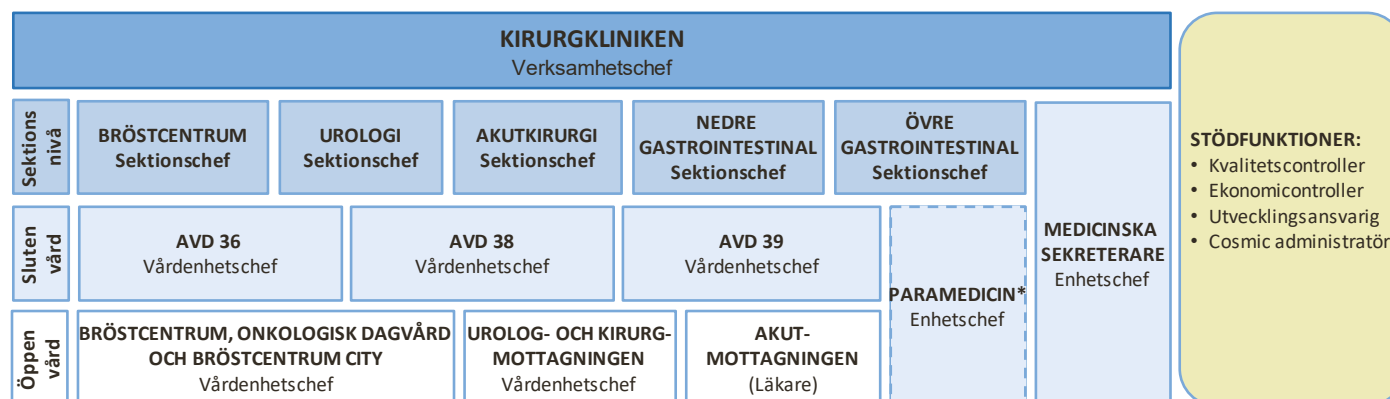 KIRURGKLINIKEN
Verksamhetschef
Sektions
nivå
BRÖSTCENTRUM
Sektionschef
UROLOGI
Sektionschef
AKUTKIRURGI
Sektionschef
NEDRE
GASTROINTESTINAL
Sektionschef
ÖVRE
GASTROINTESTINAL
Sektionschef
Sluten
vård
AVD 36
Vårdenhetschef
AVD 38
Vårdenhetschef
AVD 39
Vårdenhetschef
PARAMEDICIN*
Enhetschef
MEDICINSKA
SEKRETERARE
Enhetschef
Öppen
vård
BRÖSTCENTRUM, ONKOLOGISK DAGVÅRD
OCH BRÖSTCENTRUM CITY
Vårdenhetschef
UROLOG- OCH KIRURG-
MOTTAGNINGEN
Vårdenhetschef
AKUT-
MOTTAGNINGEN
(Läkare)
STÖDFUNKTIONER:
• Kvalitetscontroller
• Ekonomicontroller
• Utvecklingsansvarig
• Cosmic administratör